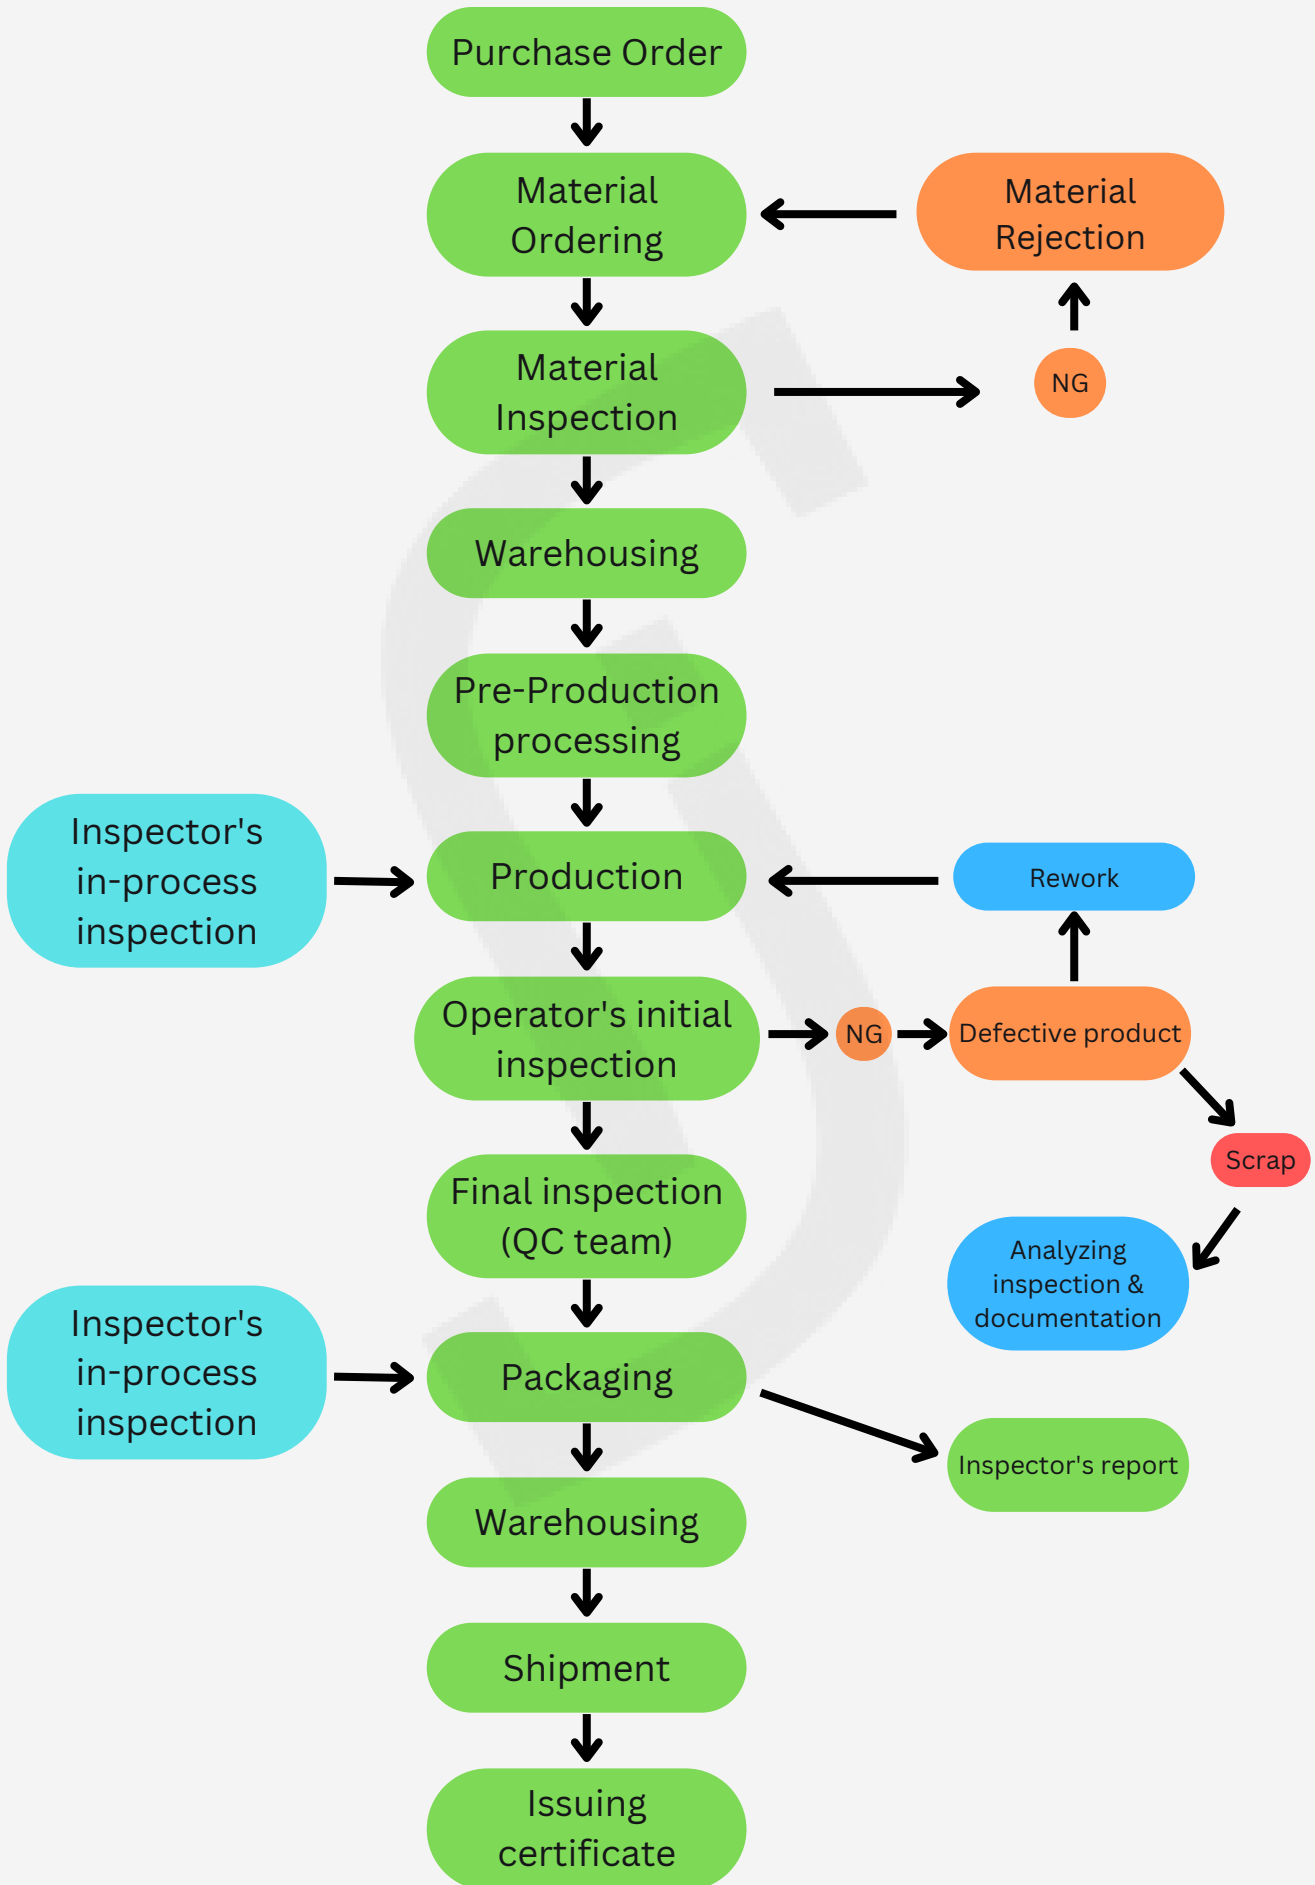 Purchase Order
Material
Ordering
Material
Rejection
Material
Inspection
NG
Warehousing
Pre-Production
processing
Inspector's
in-process
inspection
Production
Rework
Operator's initial
inspection
NG
Defective product
Scrap
Final inspection
(QC team)
Analyzing
inspection &
documentation
Inspector's
in-process
inspection
Packaging
Inspector's report
Warehousing
Shipment
Issuing
certificate